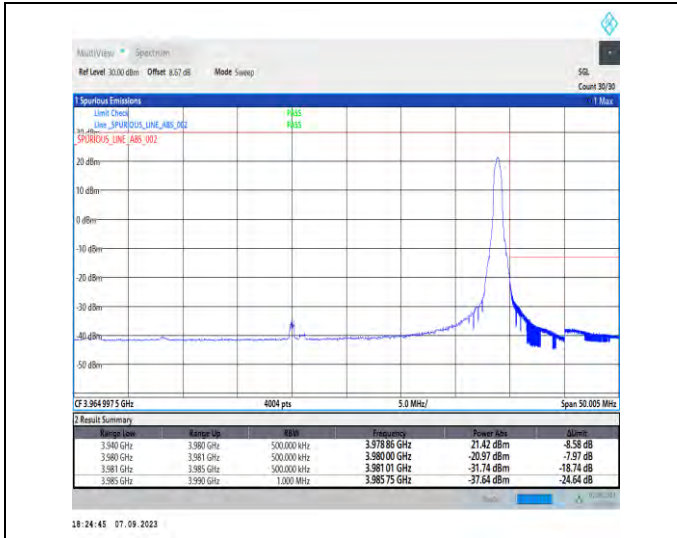 MultiView Spectrum
Ref Level 30.00 dBm Offset 8.67 dB Mode Sweep SGL
Count 30/30
1 Spurious Emissions 1 Max
Limit Check PASS
Line _SPURIOUS_LINE_ABS_002 PASS
_SPURIOUS_LINE_ABS_002
20 dBm
10 dBm
0 dBm
-10 dBm
-20 dBm
-30 dBm
-40 dBm
-50 dBm
CF 3.964 997 5 GHz 4004 pts 5.0 MHz/ Span 50.005 MHz
2 Result Summary
Range Low Range Up RBW Frequency Power Abs ΔLimit
3.940 GHz 3.980 GHz 500.000 kHz 3.978 86 GHz 21.42 dBm -8.58 dB
3.980 GHz 3.981 GHz 500.000 kHz 3.980 00 GHz -20.97 dBm -7.97 dB
3.981 GHz 3.985 GHz 500.000 kHz 3.981 01 GHz -31.74 dBm -18.74 dB
3.985 GHz 3.990 GHz 1.000 MHz 3.985 75 GHz -37.64 dBm -24.64 dB
18:24:45 07.09.2023